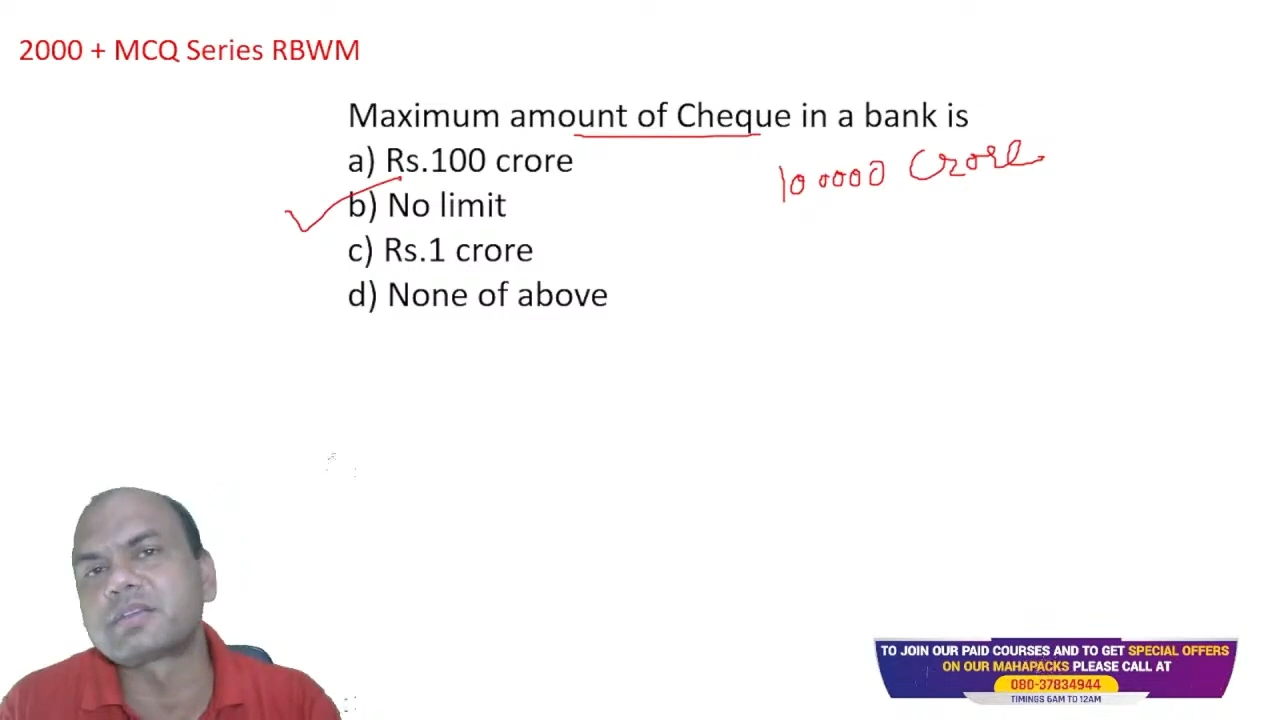 2000 + MCQ Series RBWM
Maximum amount of Cheque in a bank is
a) Rs.100 crore
100000 Crore
b) No limit
c) Rs.1 crore
d) None of above
TO JOIN OUR PAID COURSES AND TO GET SPECIAL OFFERS
ON OUR MAHAPACKS PLEASE CALL AT
080-37834944
TIMINGS 6AM TO 12AM